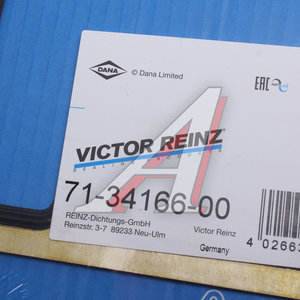 DANA
© Dana Limited
EAC
VICTOR REINZ
SEALING PRODUCTS
71-34166-00
REINZ-Dichtungs-GmbH
Reinzstr. 3-7 89233 Neu-Ulm
Victor Reinz
Germany
4 02663